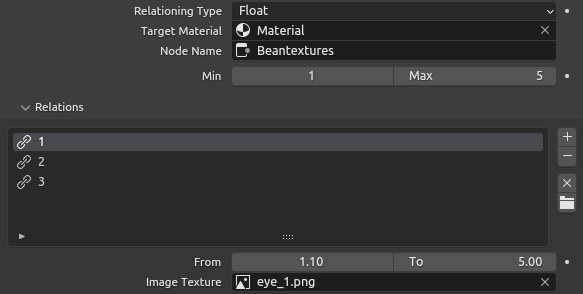 Relationing Type Float
Target Material Material
Node Name Beantextures
Min 1 Max 5
Relations
1
2
3
From 1.10 To 5.00
Image Texture eye_1.png